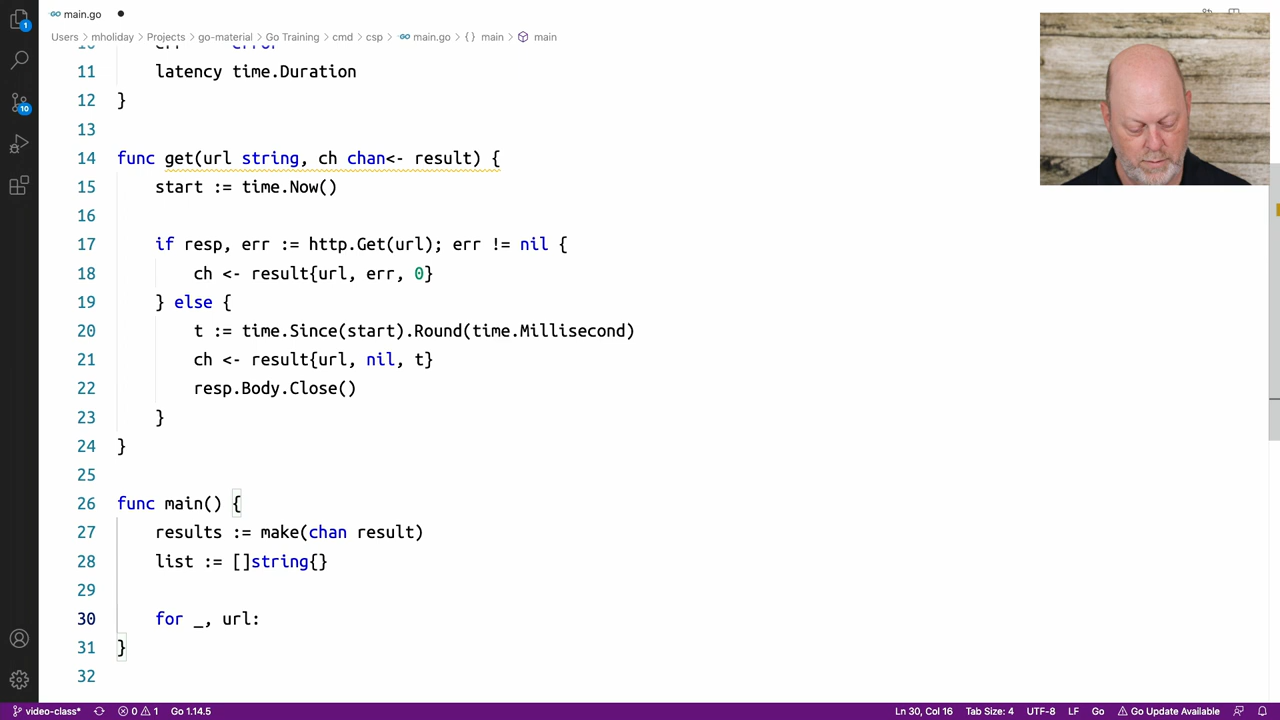 main.go
Users > mholiday > Projects > go-material > Go Training > cmd > csp > main.go > {} main > main
11 latency time.Duration
12 }
13
14 func get(url string, ch chan<- result) {
15 start := time.Now()
16
17 if resp, err := http.Get(url); err != nil {
18 ch <- result{url, err, 0}
19 } else {
20 t := time.Since(start).Round(time.Millisecond)
21 ch <- result{url, nil, t}
22 resp.Body.Close()
23 }
24 }
25
26 func main() {
27 results := make(chan result)
28 list := []string{}
29
30 for _, url:
31 }
32
1
10
video-class* 0 1 Go 1.14.5 Ln 30, Col 16 Tab Size: 4 UTF-8 LF Go Go Update Available